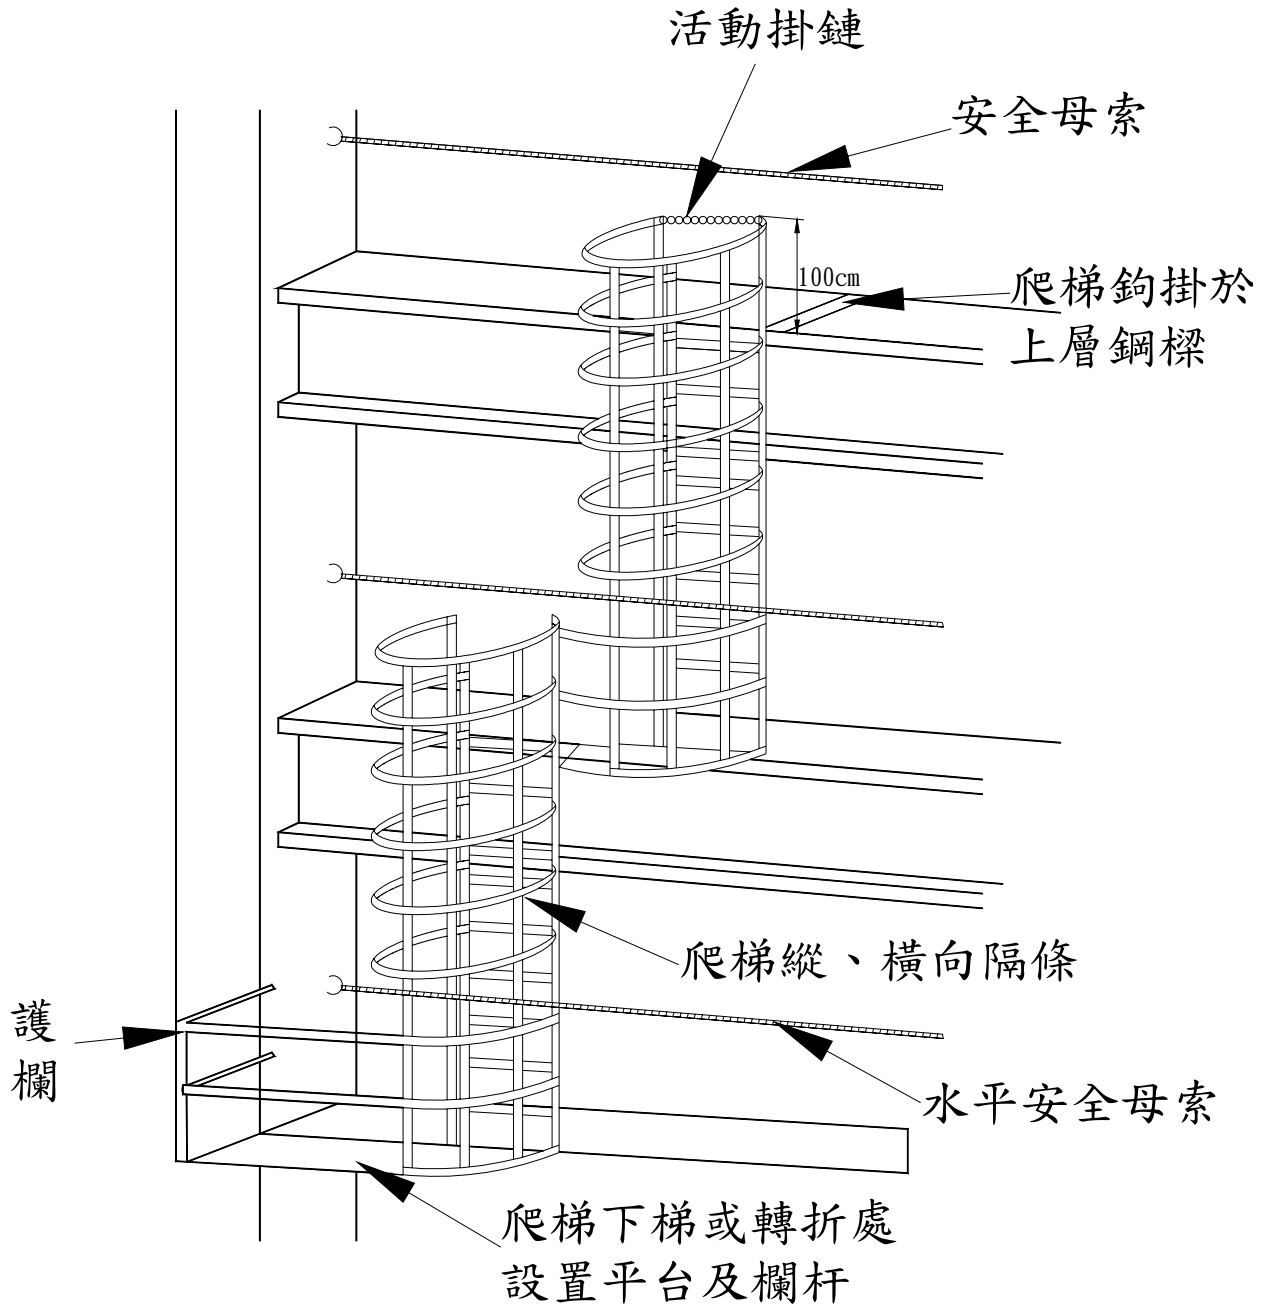 活動掛鏈
安全母索
100cm
爬梯鉤掛於
上層鋼樑
爬梯縱、橫向隔條
護
欄
水平安全母索
爬梯下梯或轉折處
設置平台及欄杆